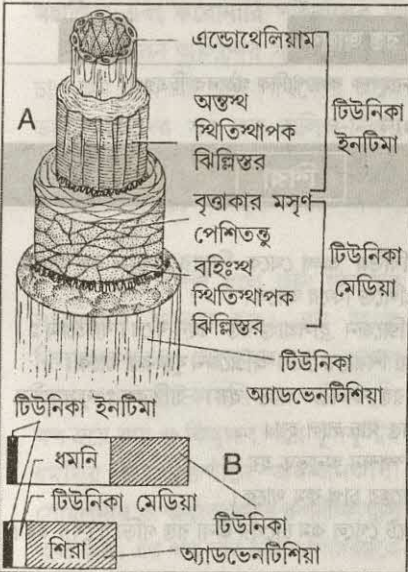 এন্ডোথেলিয়াম
A
অন্তস্থ
স্থিতিস্থাপক
ঝিল্লিস্তর
টিউনিকা
ইনটিমা
বৃত্তাকার মসৃণ
পেশিতন্তু
বহিঃস্থ
স্থিতিস্থাপক
ঝিল্লিস্তর
টিউনিকা
মেডিয়া
টিউনিকা
অ্যাডভেনটিশিয়া
টিউনিকা ইনটিমা
ধমনি
B
টিউনিকা মেডিয়া
শিরা
টিউনিকা
অ্যাডভেনটিশিয়া